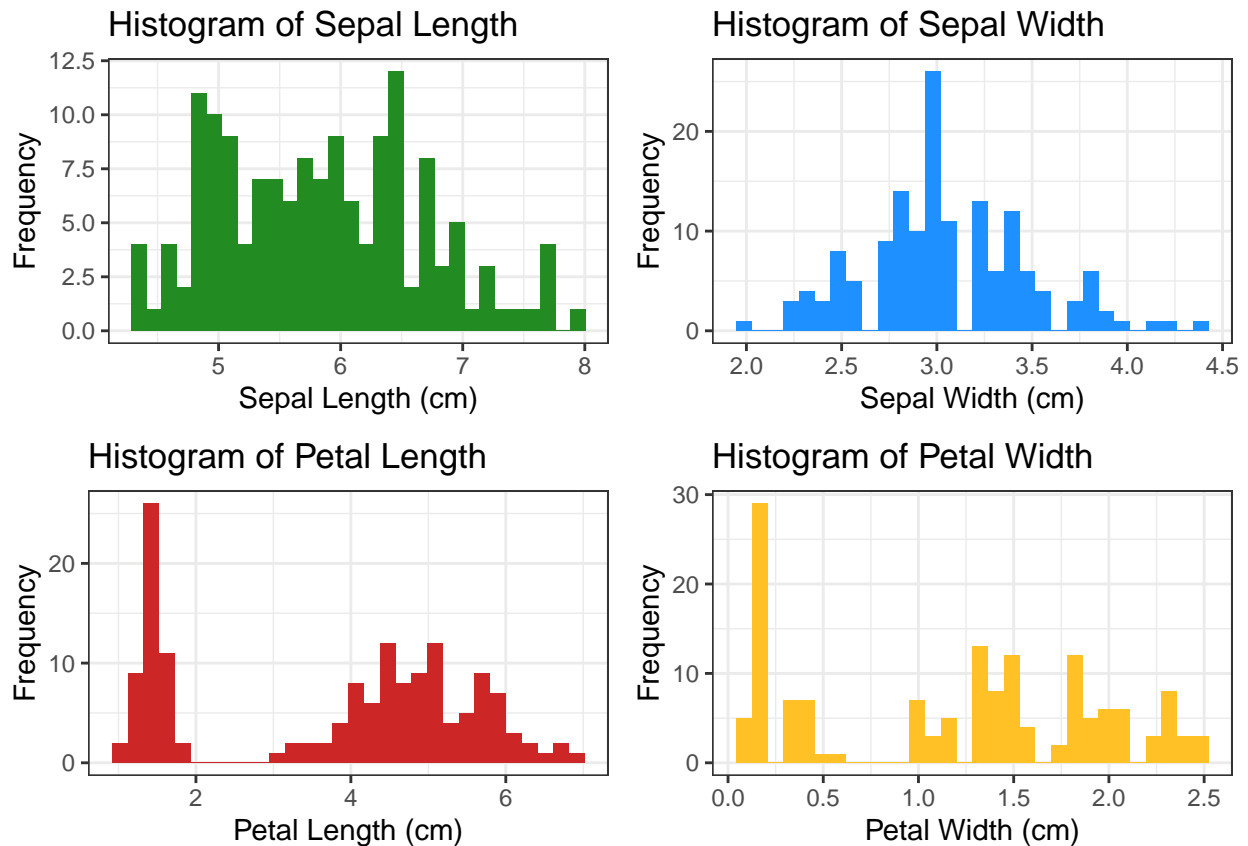 Histogram of Sepal Length
12.5
10.0
7.5
5.0
2.5
0.0
Frequency
5 6 7 8
Sepal Length (cm)
Histogram of Sepal Width
20
10
0
Frequency
2.0 2.5 3.0 3.5 4.0 4.5
Sepal Width (cm)
Histogram of Petal Length
20
10
0
Frequency
2 4 6
Petal Length (cm)
Histogram of Petal Width
30
20
10
0
Frequency
0.0 0.5 1.0 1.5 2.0 2.5
Petal Width (cm)